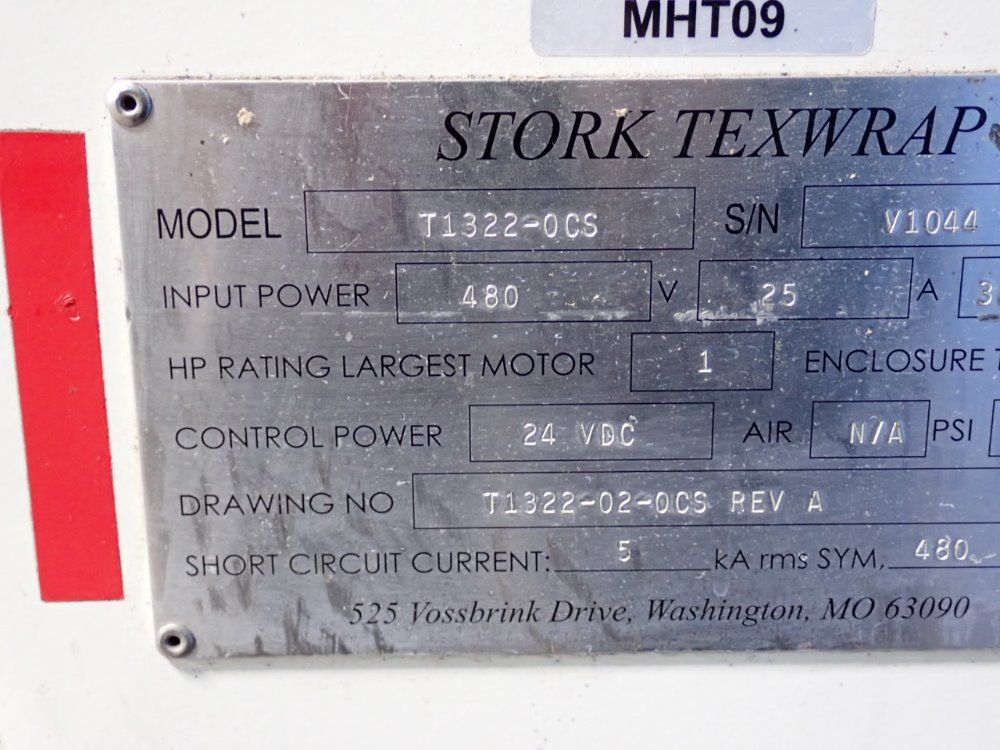 MHT09
STORK TEXWRAP
MODEL T1322-0CS S/N V1044
INPUT POWER 480 V 25 A 3
HP RATING LARGEST MOTOR 1 ENCLOSURE T
CONTROL POWER 24 VDC AIR N/A PSI
DRAWING NO T1322-02-0CS REV A
SHORT CIRCUIT CURRENT: 5 kA rms SYM, 480
525 Vossbrink Drive, Washington, MO 63090